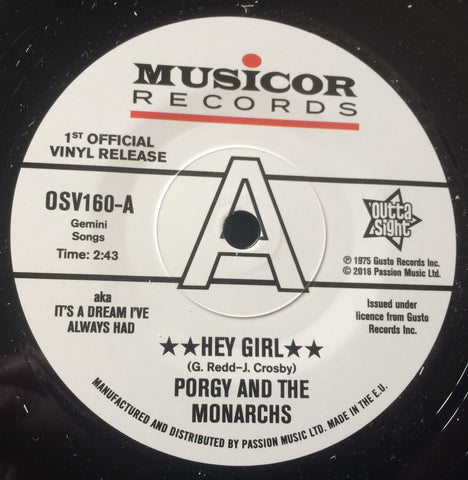 MUSICOR
RECORDS
1ST OFFICIAL
VINYL RELEASE
A
OSV160-A
Gemini
Songs
Time: 2:43
outta
sight
℗ 1975 Gusto Records Inc.
© 2016 Passion Music Ltd.
aka
IT'S A DREAM I'VE
ALWAYS HAD
Issued under
licence from Gusto
Records Inc.
★★HEY GIRL★★
(G. Redd–J. Crosby)
PORGY AND THE
MONARCHS
MANUFACTURED AND DISTRIBUTED BY PASSION MUSIC LTD. MADE IN THE E.U.